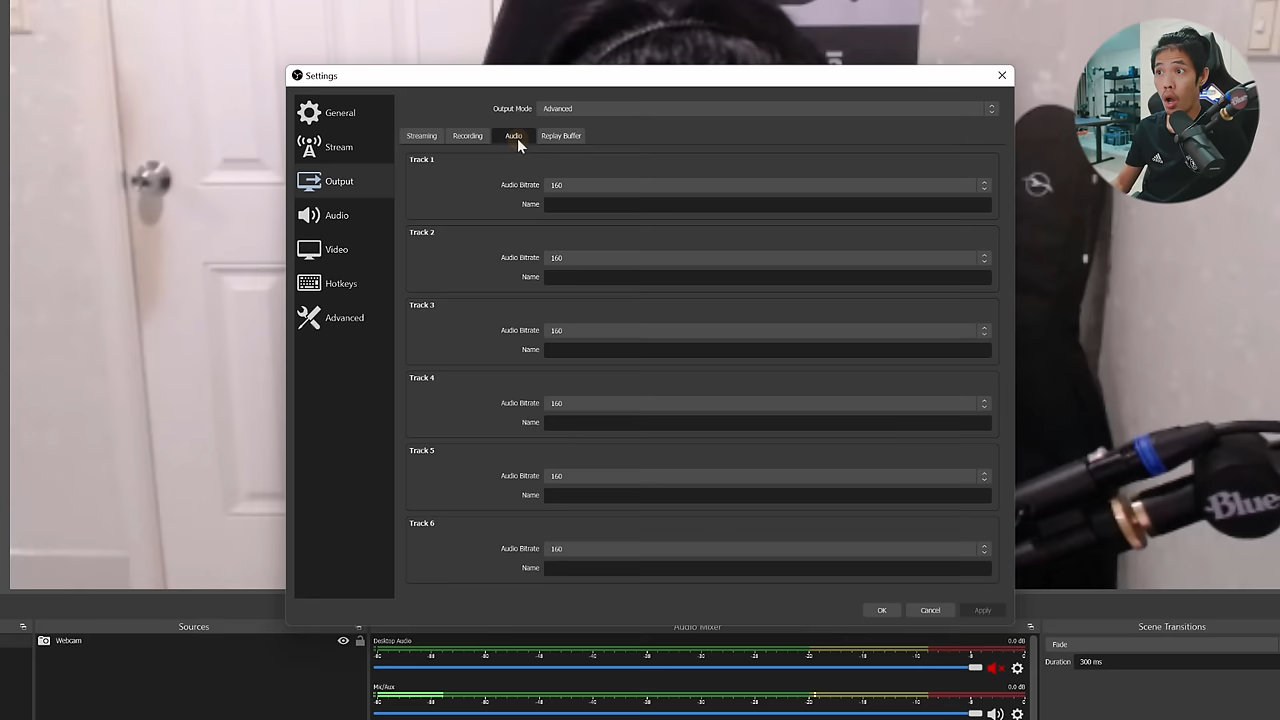 Settings
General
Stream
Output
Audio
Video
Hotkeys
Advanced
Output Mode Advanced
Streaming Recording Audio Replay Buffer
Track 1
Audio Bitrate 160
Name
Track 2
Audio Bitrate 160
Name
Track 3
Audio Bitrate 160
Name
Track 4
Audio Bitrate 160
Name
Track 5
Audio Bitrate 160
Name
Track 6
Audio Bitrate 160
Name
OK Cancel Apply
Blue
Blue
Sources
Audio Mixer
Scene Transitions
Webcam
Desktop Audio 0.0 dB
Mic/Aux 0.0 dB
Fade
Duration 300 ms